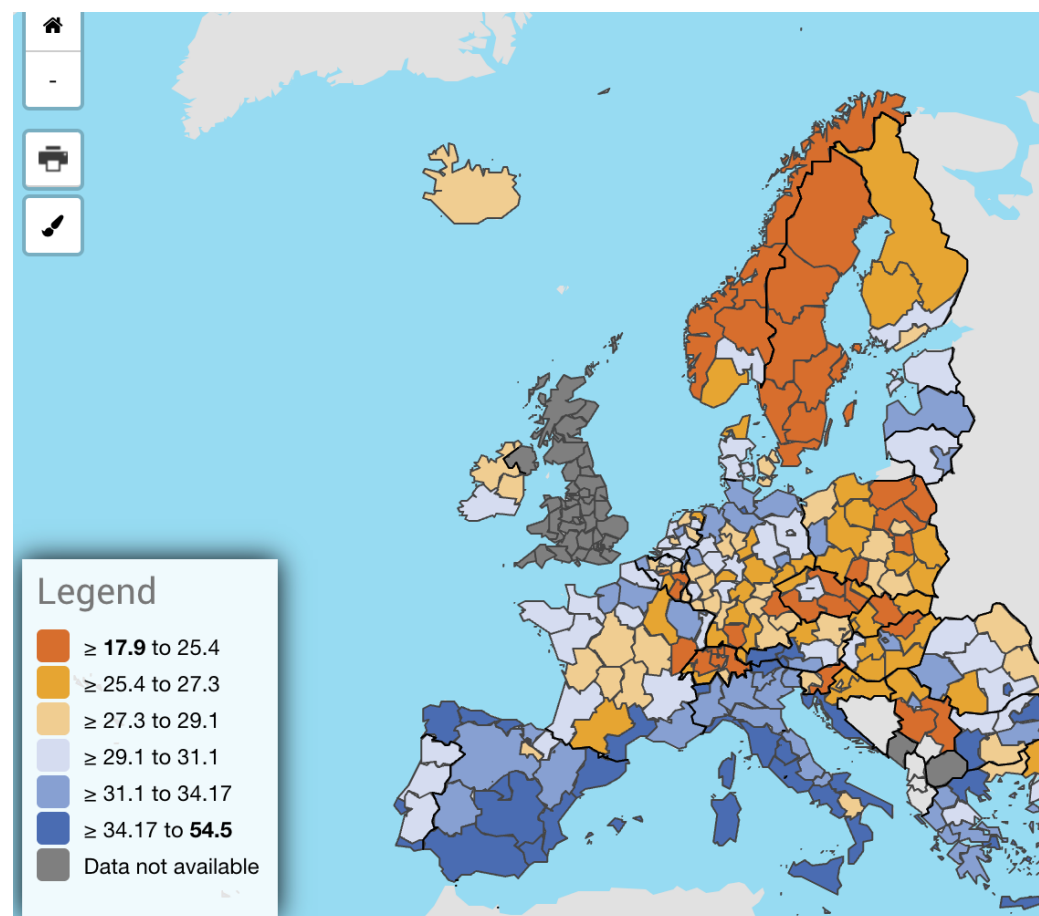 -
Legend
≥ 17.9 to 25.4
≥ 25.4 to 27.3
≥ 27.3 to 29.1
≥ 29.1 to 31.1
≥ 31.1 to 34.17
≥ 34.17 to 54.5
Data not available